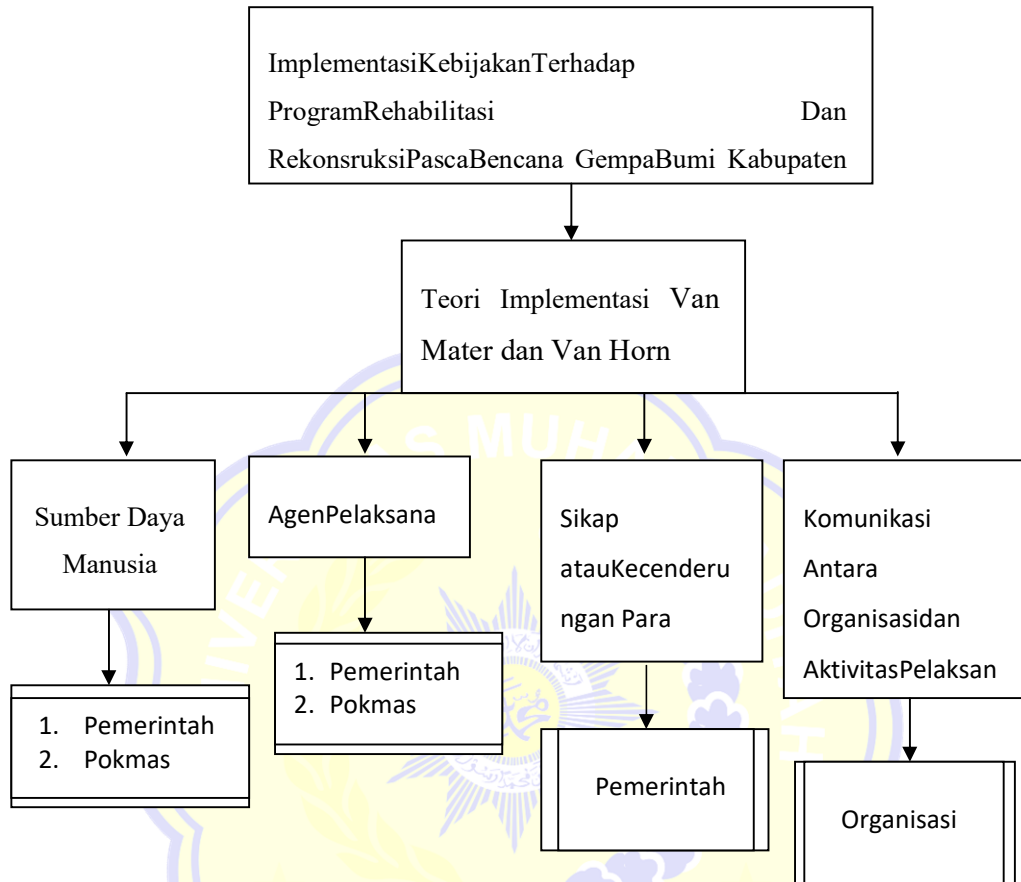 ImplementasiKebijakanTerhadap
ProgramRehabilitasi Dan
RekonsruksiPascaBencana GempaBumi Kabupaten
Teori Implementasi Van
Mater dan Van Horn
Sumber Daya
Manusia
AgenPelaksana
Sikap
atauKecenderu
ngan Para
Komunikasi
Antara
Organisasidan
AktivitasPelaksan
1. Pemerintah
2. Pokmas
1. Pemerintah
2. Pokmas
Pemerintah
Organisasi